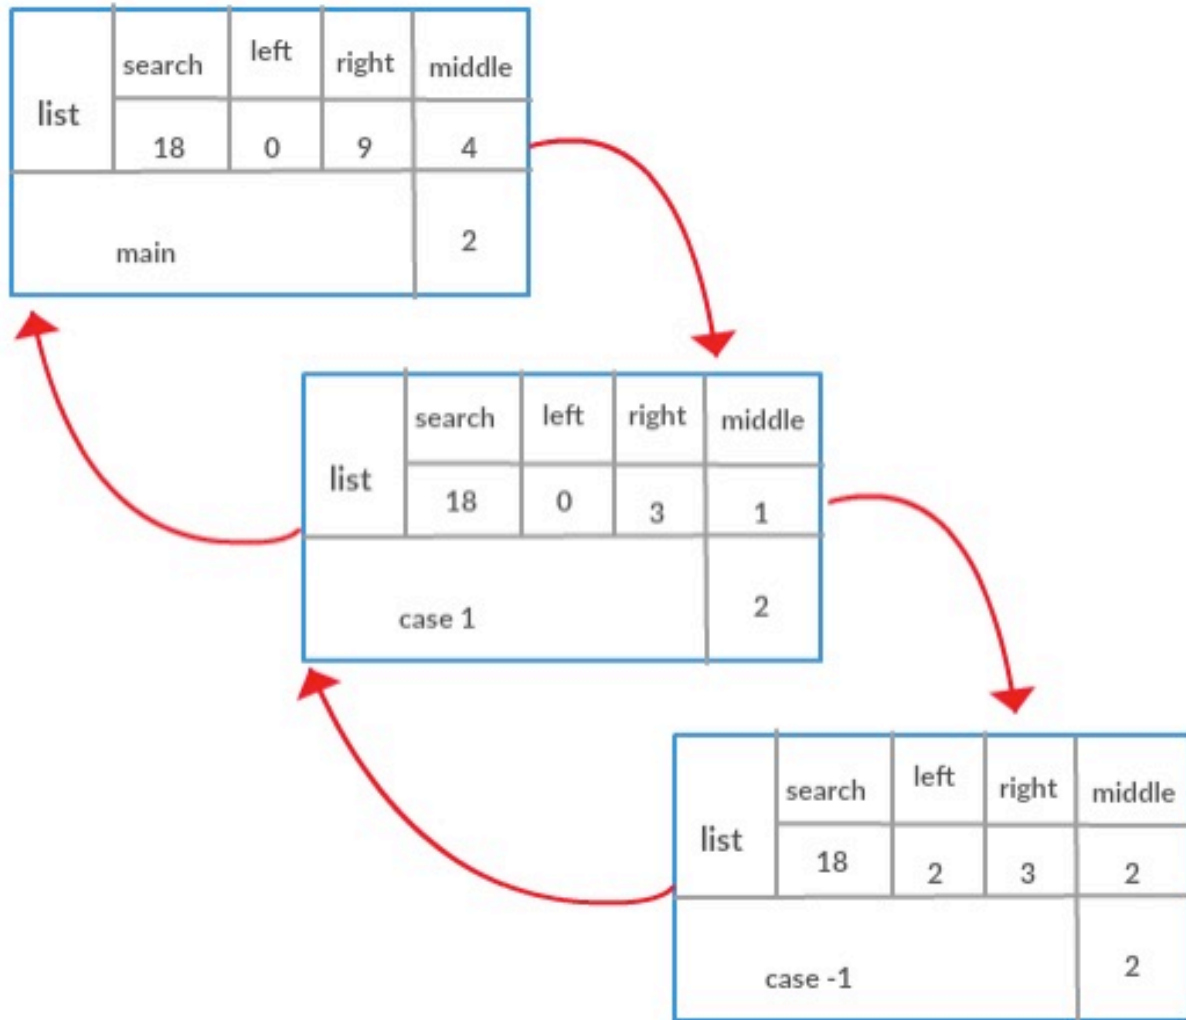 search left right middle
list
18 0 9 4
main 2
search left right middle
list
18 0 3 1
case 1 2
search left right middle
list
18 2 3 2
case -1 2